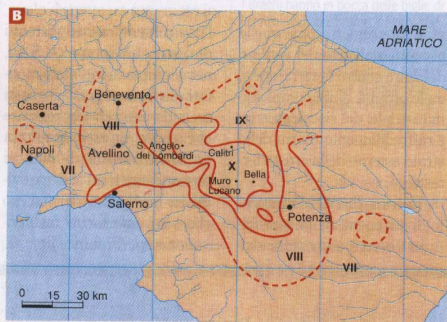 B
MARE
ADRIATICO
Benevento
Caserta
VIII
IX
S. Angelo
dei Lombardi
Calitri
Napoli
Avellino
VII
X
Bella
Muro
Lucano
Salerno
Potenza
VIII
VII
0 15 30 km